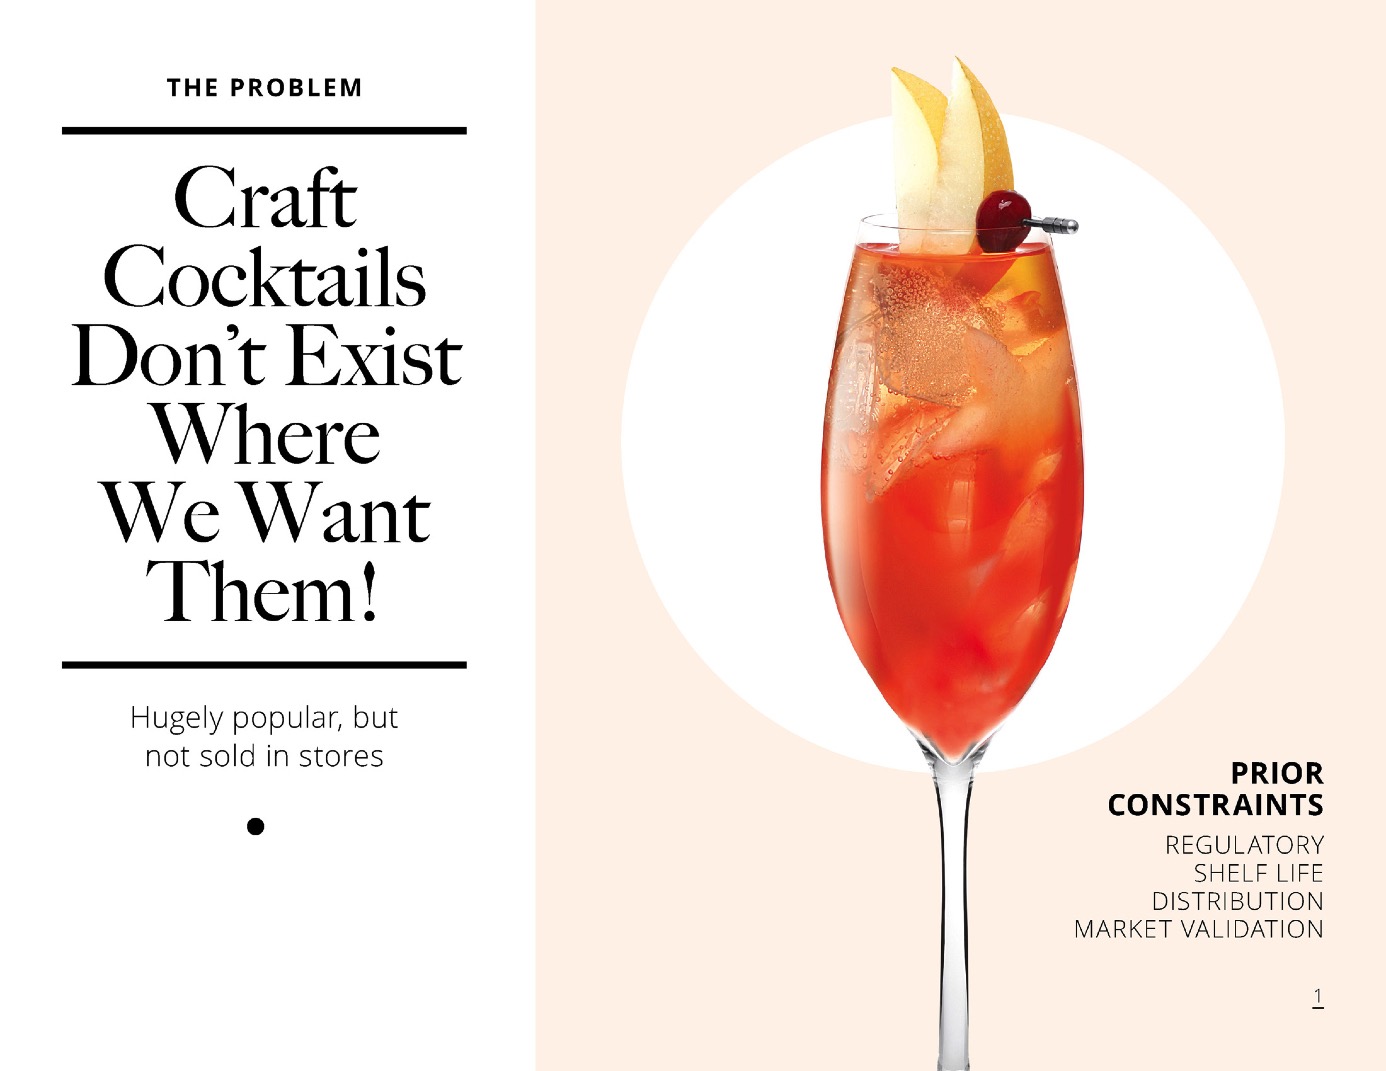 THE PROBLEM
Craft
Cocktails
Don’t Exist
Where
We Want
Them!
Hugely popular, but
not sold in stores
PRIOR
CONSTRAINTS
REGULATORY
SHELF LIFE
DISTRIBUTION
MARKET VALIDATION
1